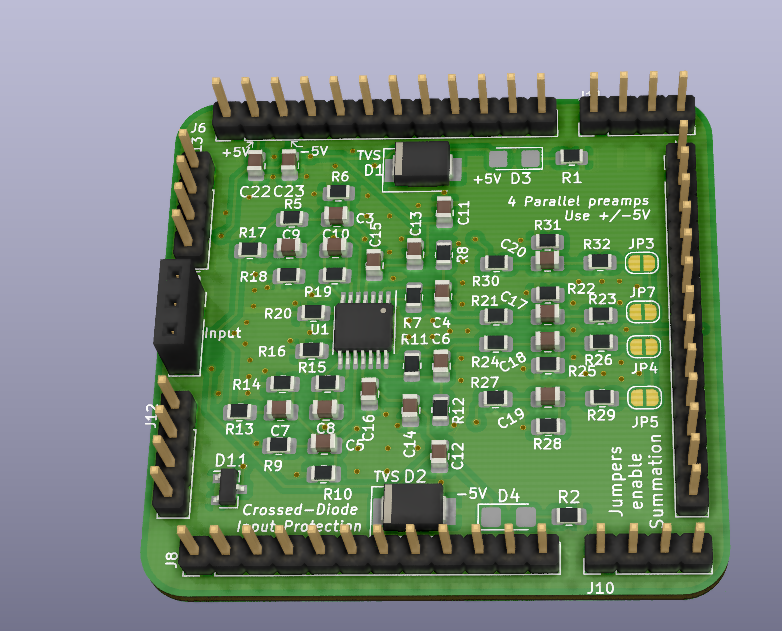 J6
+5V
-5V
TVS
D1
+5V D3
R1
C22 C23
R6
R5
C3
C13
C11
4 Parallel preamps
Use +/-5V
R17
C9
C10
C15
R8
C20
R31
R32
JP3
R18
R19
R30
R20
U1
R7
C4
R21
C17
R22
R23
JP7
Input
R16
R11
C6
R15
R24
C18
R25
R26
JP4
R14
R27
R13
C7
C8
C16
C14
R12
C19
R28
R29
JP5
J12
R9
C5
C12
D11
R10
TVS D2
-5V
D4
R2
Jumpers
enable
Summation
Crossed-Diode
Input Protection
J8
J10